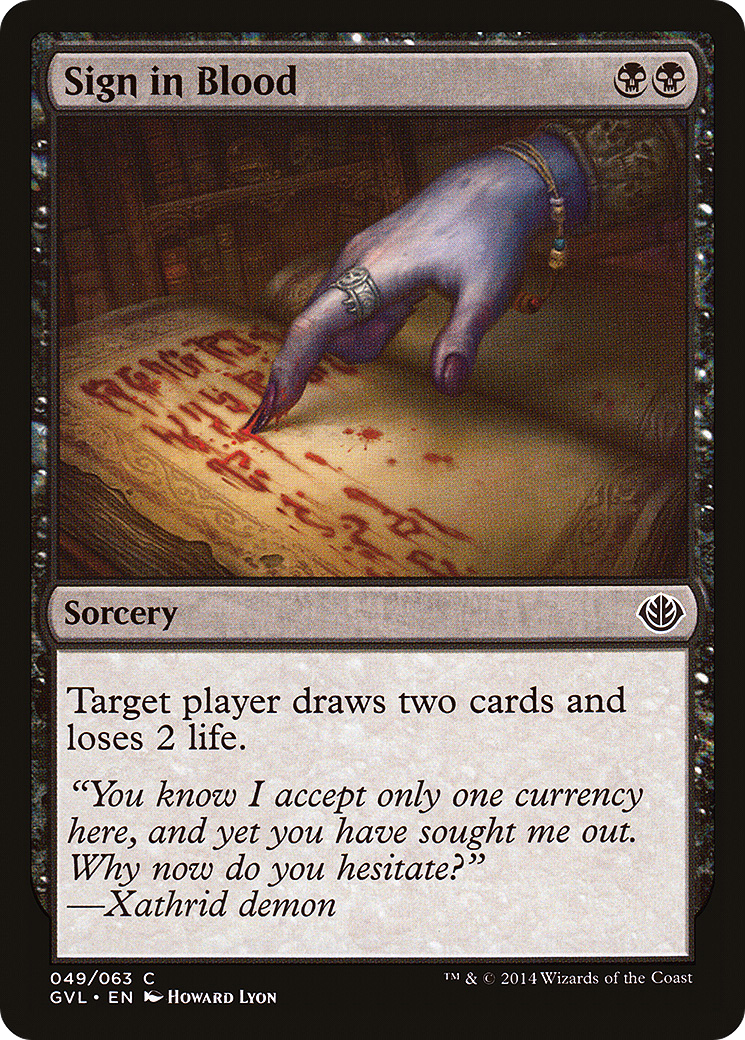 Sign in Blood
Sorcery
Target player draws two cards and
loses 2 life.
“You know I accept only one currency
here, and yet you have sought me out.
Why now do you hesitate?”
—Xathrid demon
049/063 C
™ & © 2014 Wizards of the Coast
GVL • EN Howard Lyon